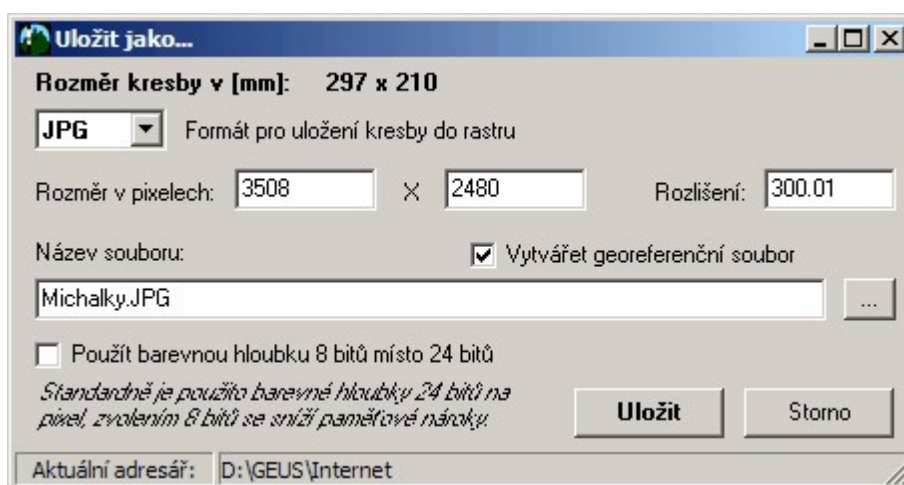 Uložit jako...
Rozměr kresby v [mm]: 297 x 210
JPG Formát pro uložení kresby do rastru
Rozměr v pixelech: 3508 X 2480 Rozlišení: 300.01
Název souboru: Vytvářet georeferenční soubor
Michalky.JPG ...
Použít barevnou hloubku 8 bitů místo 24 bitů
Standardně je použito barevné hloubky 24 bitů na
pixel, zvolením 8 bitů se sníží paměťové nároky.
Uložit Storno
Aktuální adresář: D:\GEUS\Internet